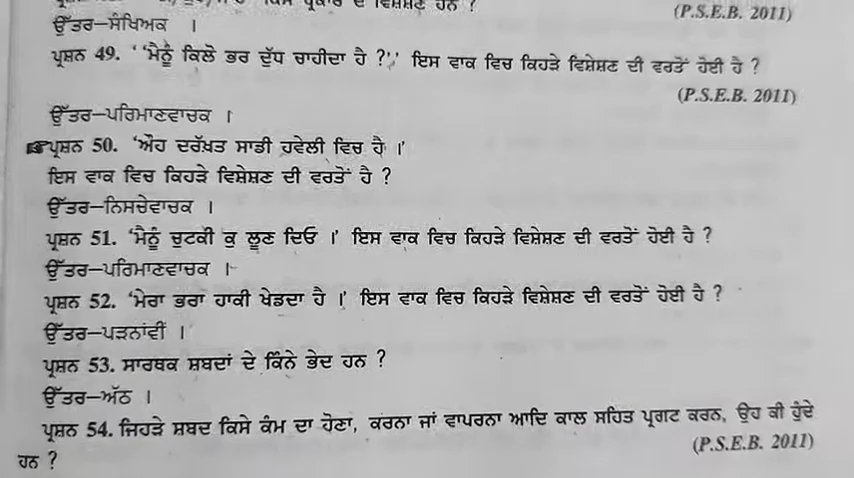 ਪ੍ਰਕਾਰ ਦੇ ਵਿਸ਼ੇਸ਼ਣ ਹਨ ?
(P.S.E.B. 2011)
ਉੱਤਰ—ਸੰਖਿਅਕ ।
ਪ੍ਰਸ਼ਨ 49. ''ਮੈਨੂੰ ਕਿਲੋ ਭਰ ਦੁੱਧ ਚਾਹੀਦਾ ਹੈ ?'' ਇਸ ਵਾਕ ਵਿਚ ਕਿਹੜੇ ਵਿਸ਼ੇਸ਼ਣ ਦੀ ਵਰਤੋਂ ਹੋਈ ਹੈ ?
(P.S.E.B. 2011)
ਉੱਤਰ—ਪਰਿਮਾਣਵਾਚਕ ।
ਪ੍ਰਸ਼ਨ 50. 'ਔਹ ਦਰੱਖ਼ਤ ਸਾਡੀ ਹਵੇਲੀ ਵਿਚ ਹੈ ।'
ਇਸ ਵਾਕ ਵਿਚ ਕਿਹੜੇ ਵਿਸ਼ੇਸ਼ਣ ਦੀ ਵਰਤੋਂ ਹੈ ?
ਉੱਤਰ—ਨਿਸਚੇਵਾਚਕ ।
ਪ੍ਰਸ਼ਨ 51. 'ਮੈਨੂੰ ਚੁਟਕੀ ਕੁ ਲੂਣ ਦਿਓ ।' ਇਸ ਵਾਕ ਵਿਚ ਕਿਹੜੇ ਵਿਸ਼ੇਸ਼ਣ ਦੀ ਵਰਤੋਂ ਹੋਈ ਹੈ ?
ਉੱਤਰ—ਪਰਿਮਾਣਵਾਚਕ ।
ਪ੍ਰਸ਼ਨ 52. 'ਮੇਰਾ ਭਰਾ ਹਾਕੀ ਖੇਡਦਾ ਹੈ ।' ਇਸ ਵਾਕ ਵਿਚ ਕਿਹੜੇ ਵਿਸ਼ੇਸ਼ਣ ਦੀ ਵਰਤੋਂ ਹੋਈ ਹੈ ?
ਉੱਤਰ—ਪੜਨਾਂਵੀਂ ।
ਪ੍ਰਸ਼ਨ 53. ਸਾਰਥਕ ਸ਼ਬਦਾਂ ਦੇ ਕਿੰਨੇ ਭੇਦ ਹਨ ?
ਉੱਤਰ—ਅੱਠ ।
ਪ੍ਰਸ਼ਨ 54. ਜਿਹੜੇ ਸ਼ਬਦ ਕਿਸੇ ਕੰਮ ਦਾ ਹੋਣਾ, ਕਰਨਾ ਜਾਂ ਵਾਪਰਨਾ ਆਦਿ ਕਾਲ ਸਹਿਤ ਪ੍ਰਗਟ ਕਰਨ, ਉਹ ਕੀ ਹੁੰਦੇ
ਹਨ ?
(P.S.E.B. 2011)